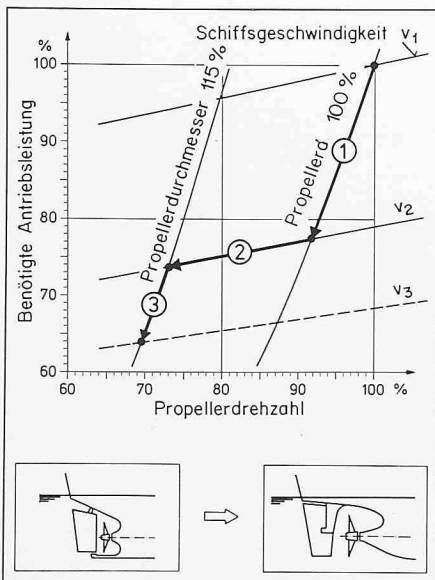 Schiffsgeschwindigkeit
v1
%
100
90
80
70
60
Benötigte Antriebsleistung
Propellerdurchmesser 115 %
Propellerd 100 %
1
v2
2
3
v3
60 70 80 90 100 %
Propellerdrehzahl